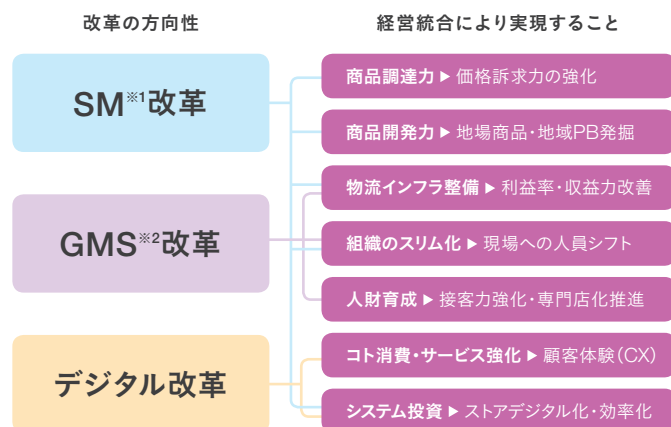 改革の方向性
経営統合により実現すること
SM※1改革
GMS※2改革
デジタル改革
商品調達力▶価格訴求力の強化
商品開発力▶地場商品・地域PB発掘
物流インフラ整備▶利益率・収益力改善
組織のスリム化▶現場への人員シフト
人財育成▶接客力強化・専門店化推進
コト消費・サービス強化▶顧客体験(CX)
システム投資▶ストアデジタル化・効率化